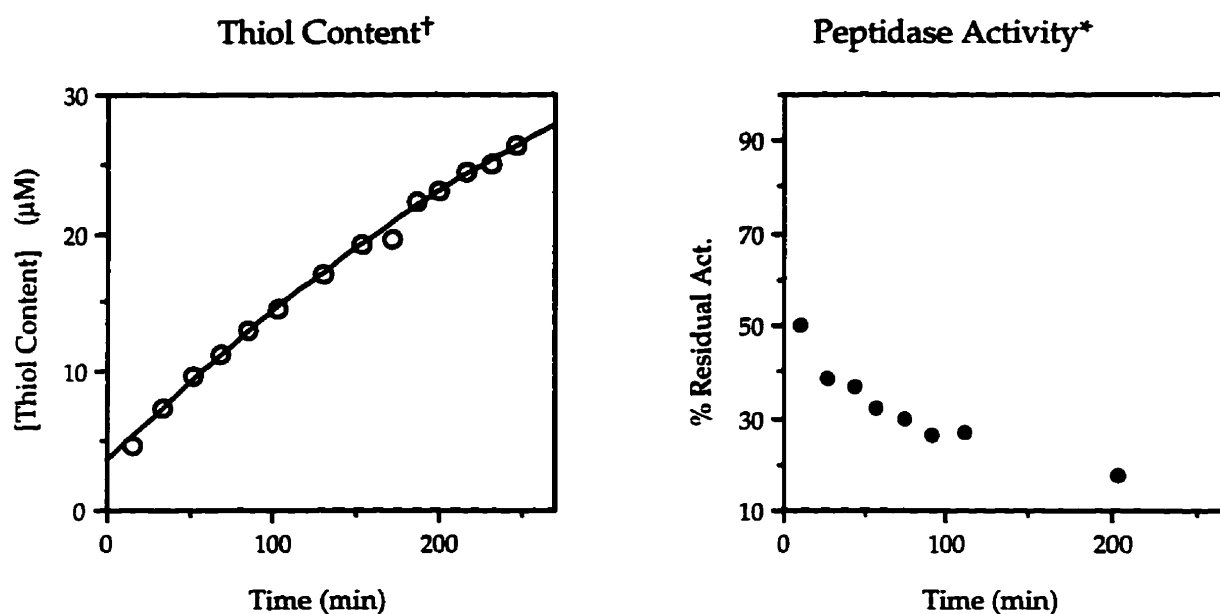 Thiol Content†
[Thiol Content] (µM)
30
20
10
0
0 100 200
Time (min)
Peptidase Activity*
% Residual Act.
90
70
50
30
10
0 100 200
Time (min)